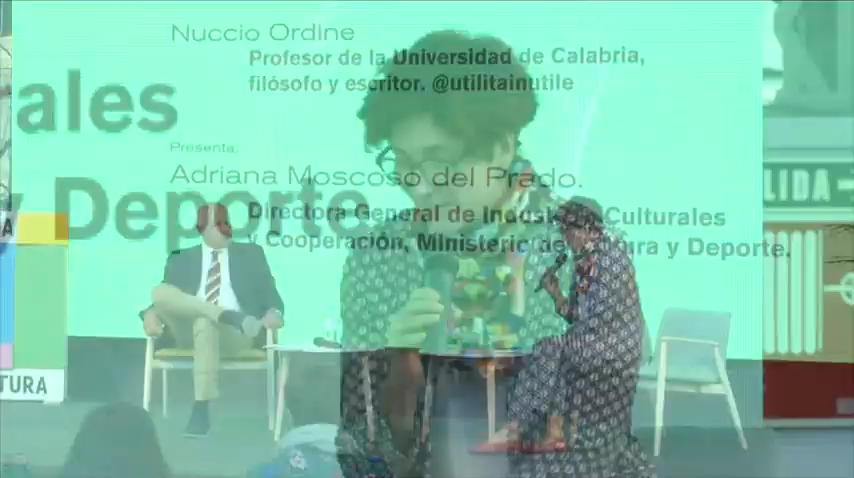 Nuccio Ordine
Profesor de la Universidad de Calabria,
filósofo y escritor. @utilitainutile
ales
Presenta:
Adriana Moscoso del Prado.
y Deporte
Directora General de Industrias Culturales
y Cooperación, Ministerio de Cultura y Deporte.
LIDA
TURA